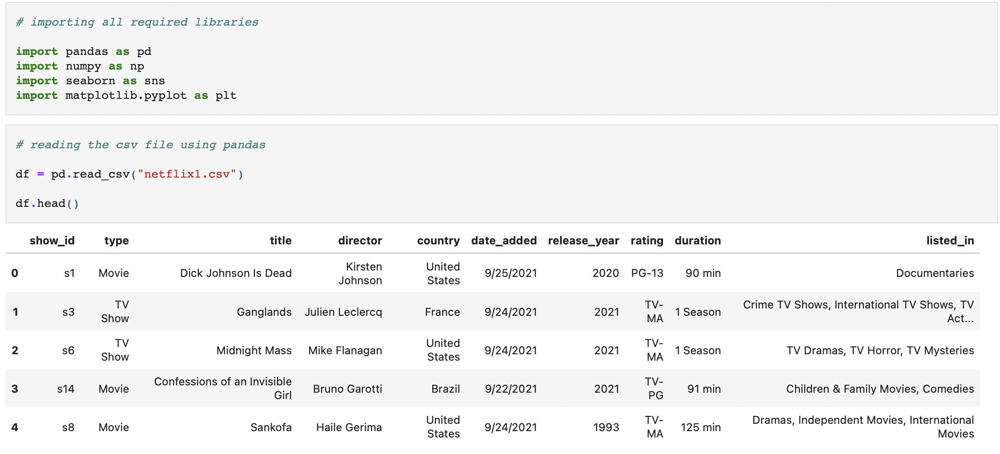 # importing all required libraries
import pandas as pd
import numpy as np
import seaborn as sns
import matplotlib.pyplot as plt
# reading the csv file using pandas
df = pd.read_csv("netflix1.csv")
df.head()
show_id type title director country date_added release_year rating duration listed_in
0 s1 Movie Dick Johnson Is Dead Kirsten Johnson United States 9/25/2021 2020 PG-13 90 min Documentaries
1 s3 TV Show Ganglands Julien Leclercq France 9/24/2021 2021 TV-MA 1 Season Crime TV Shows, International TV Shows, TV Act...
2 s6 TV Show Midnight Mass Mike Flanagan United States 9/24/2021 2021 TV-MA 1 Season TV Dramas, TV Horror, TV Mysteries
3 s14 Movie Confessions of an Invisible Girl Bruno Garotti Brazil 9/22/2021 2021 TV-PG 91 min Children & Family Movies, Comedies
4 s8 Movie Sankofa Haile Gerima United States 9/24/2021 1993 TV-MA 125 min Dramas, Independent Movies, International Movies